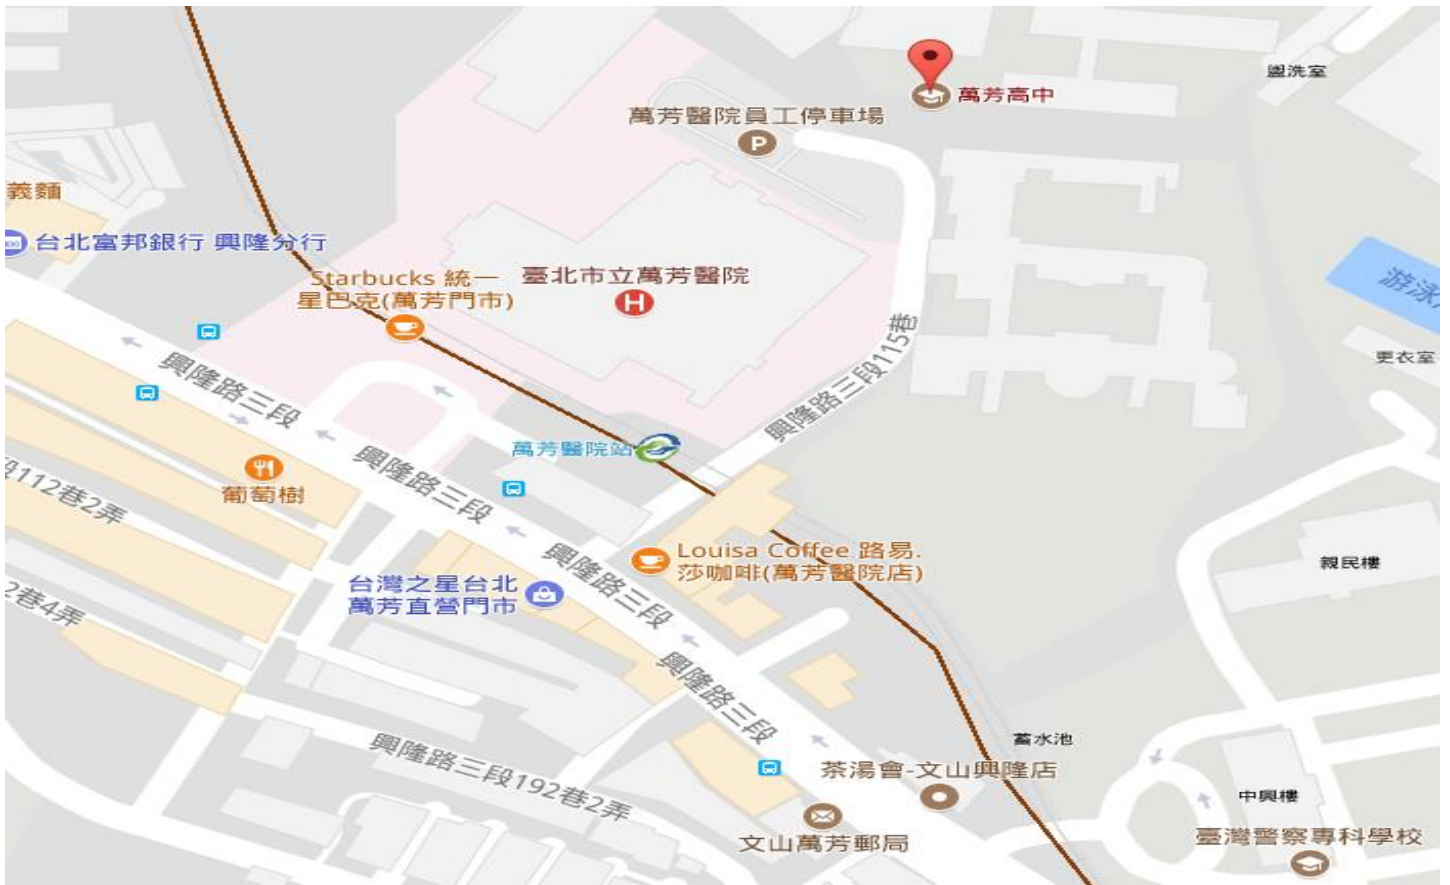 盥洗室
萬芳高中
萬芳醫院員工停車場
P
義麵
台北富邦銀行 興隆分行
Starbucks 統一
星巴克(萬芳門市)
臺北市立萬芳醫院
H
游泳
更衣室
興隆路三段115巷
興隆路三段
萬芳醫院站
興隆路三段
葡萄樹
段112巷2弄
Louisa Coffee 路易.
莎咖啡(萬芳醫院店)
興隆路三段
台灣之星台北
萬芳直營門市
親民樓
2巷4弄
興隆路三段
蓄水池
興隆路三段192巷2弄
茶湯會-文山興隆店
中興樓
文山萬芳郵局
臺灣警察專科學校